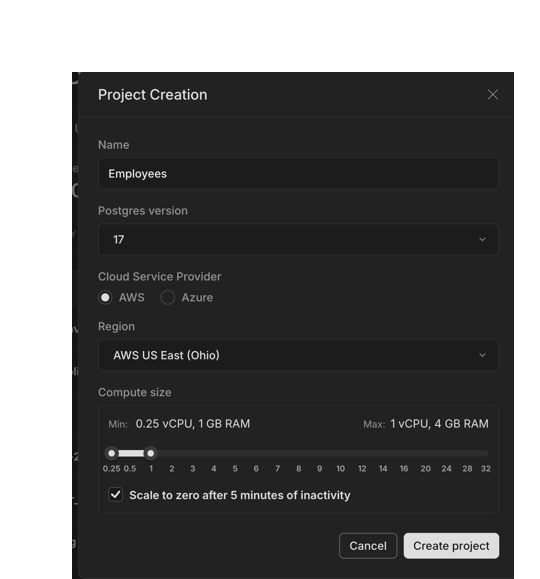 Project Creation
Name
Employees
Postgres version
17
Cloud Service Provider
AWS Azure
Region
AWS US East (Ohio)
Compute size
Min: 0.25 vCPU, 1 GB RAM Max: 1 vCPU, 4 GB RAM
0.25 0.5 1 2 3 4 5 6 7 8 9 10 12 14 16 20 24 28 32
Scale to zero after 5 minutes of inactivity
Cancel Create project